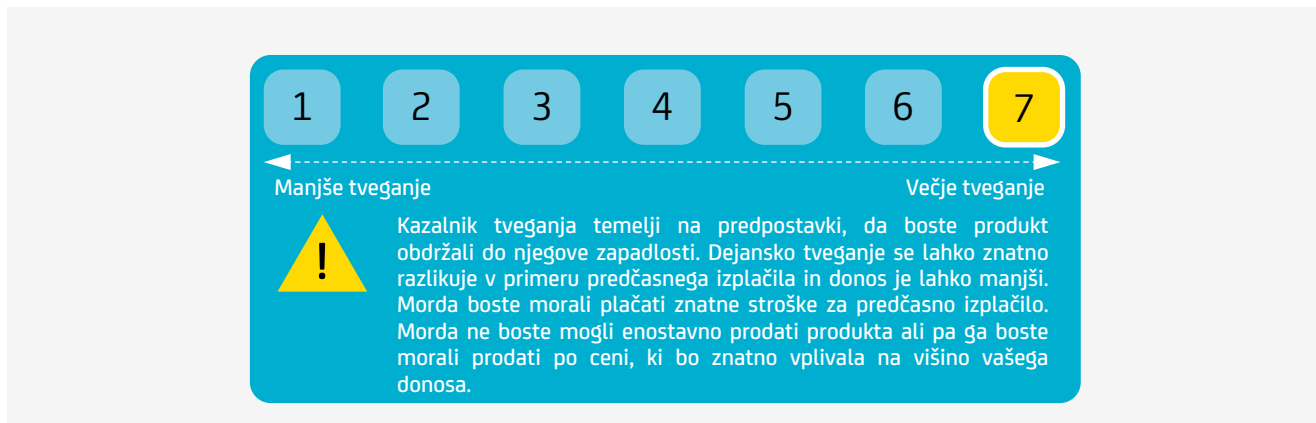 1 2 3 4 5 6 7
Manjše tveganje Večje tveganje
!
Kazalnik tveganja temelji na predpostavki, da boste produkt
obdržali do njegove zapadlosti. Dejansko tveganje se lahko znatno
razlikuje v primeru predčasnega izplačila in donos je lahko manjši.
Morda boste morali plačati znatne stroške za predčasno izplačilo.
Morda ne boste mogli enostavno prodati produkta ali pa ga boste
morali prodati po ceni, ki bo znatno vplivala na višino vašega
donosa.